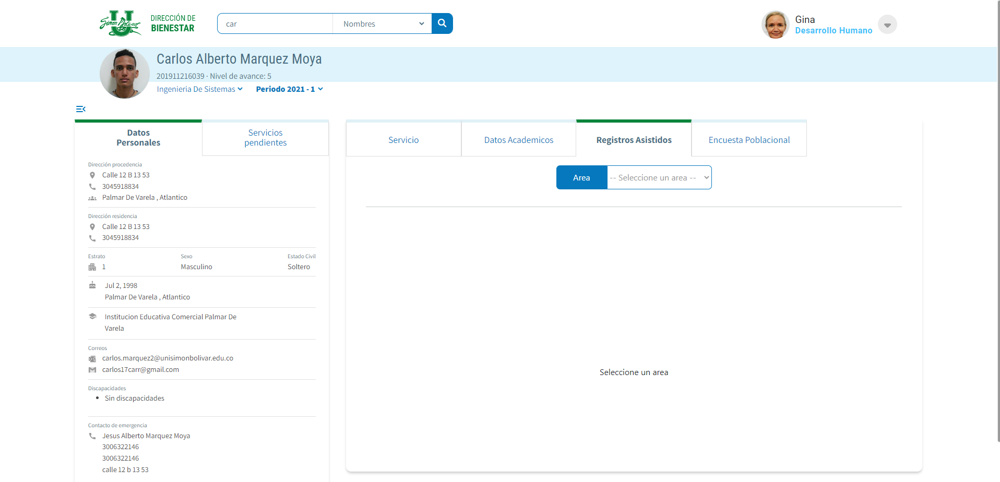 Simón Bolívar
U
DIRECCIÓN DE
BIENESTAR
car
Nombres
Gina
Desarrollo Humano
Carlos Alberto Marquez Moya
201911216039 · Nivel de avance: 5
Ingenieria De Sistemas
Periodo 2021 - 1
Datos
Personales
Servicios
pendientes
Dirección procedencia
Calle 12 B 13 53
3045918834
Palmar De Varela , Atlantico
Dirección residencia
Calle 12 B 13 53
3045918834
Estrato
Sexo
Estado Civil
1
Masculino
Soltero
Jul 2, 1998
Palmar De Varela , Atlantico
Institucion Educativa Comercial Palmar De
Varela
Correos
carlos.marquez2@unisimonbolivar.edu.co
carlos17carr@gmail.com
Discapacidades
Sin discapacidades
Contacto de emergencia
Jesus Alberto Marquez Moya
3006322146
3006322146
calle 12 b 13 53
Servicio
Datos Academicos
Registros Asistidos
Encuesta Poblacional
Area
-- Seleccione un area --
Seleccione un area